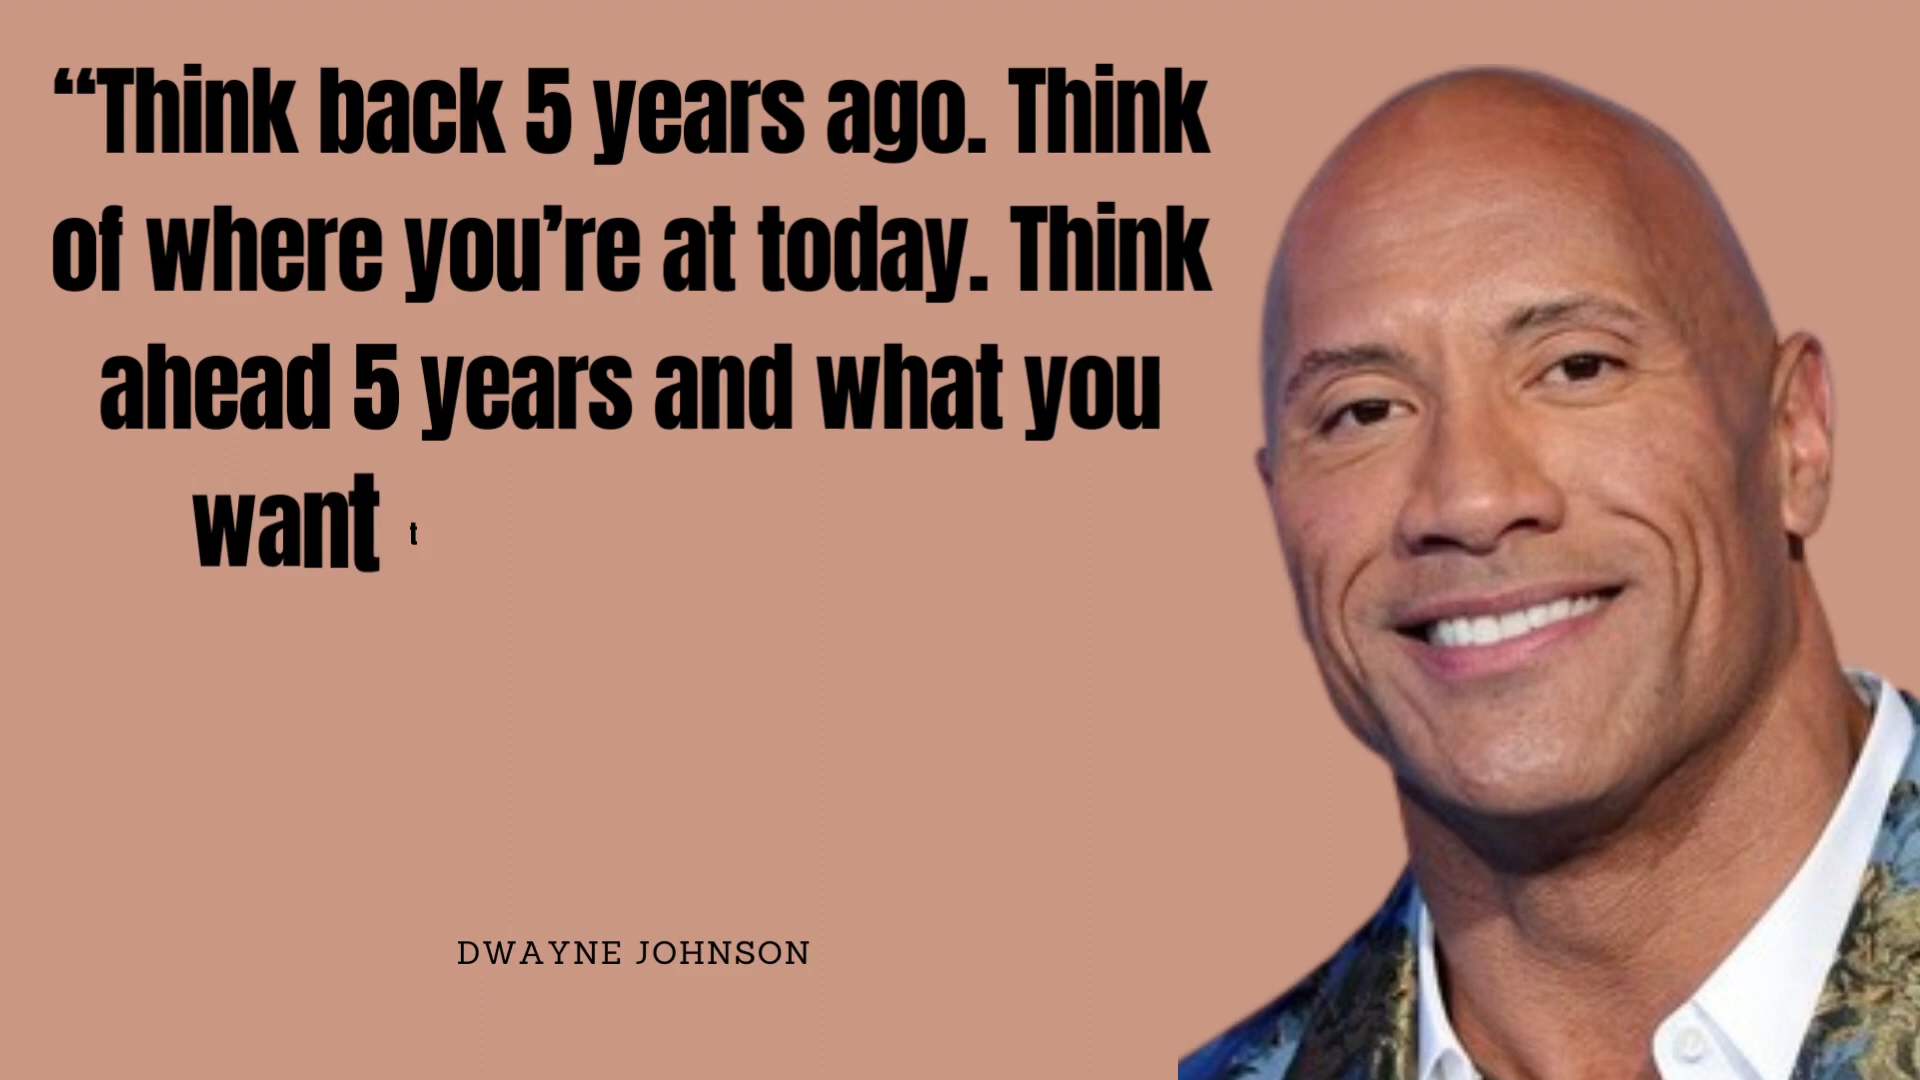 “Think back 5 years ago. Think
of where you’re at today. Think
ahead 5 years and what you
want t
DWAYNE JOHNSON